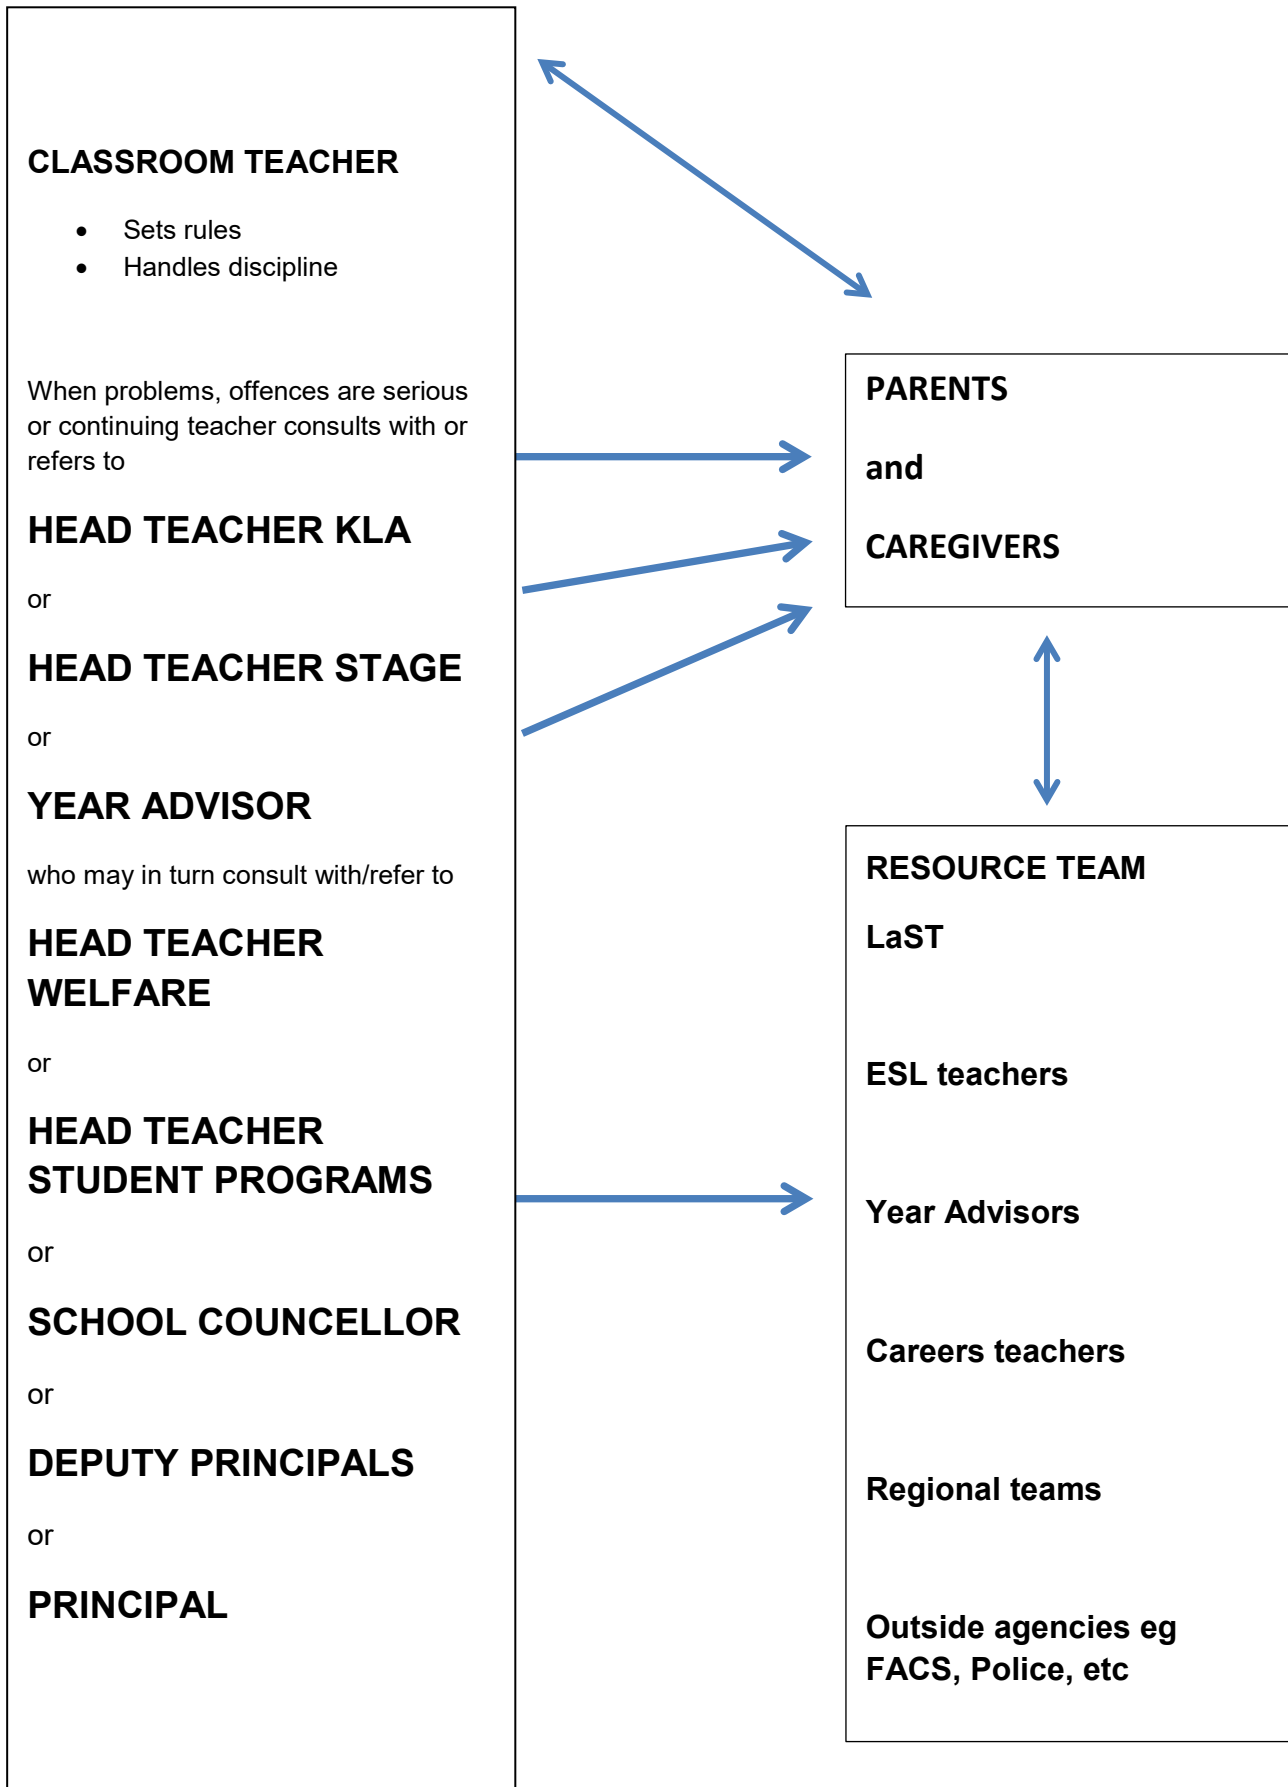 CLASSROOM TEACHER
• Sets rules
• Handles discipline
When problems, offences are serious
or continuing teacher consults with or
refers to
HEAD TEACHER KLA
or
HEAD TEACHER STAGE
or
YEAR ADVISOR
who may in turn consult with/refer to
HEAD TEACHER
WELFARE
or
HEAD TEACHER
STUDENT PROGRAMS
or
SCHOOL COUNCELLOR
or
DEPUTY PRINCIPALS
or
PRINCIPAL
PARENTS
and
CAREGIVERS
RESOURCE TEAM
LaST
ESL teachers
Year Advisors
Careers teachers
Regional teams
Outside agencies eg
FACS, Police, etc